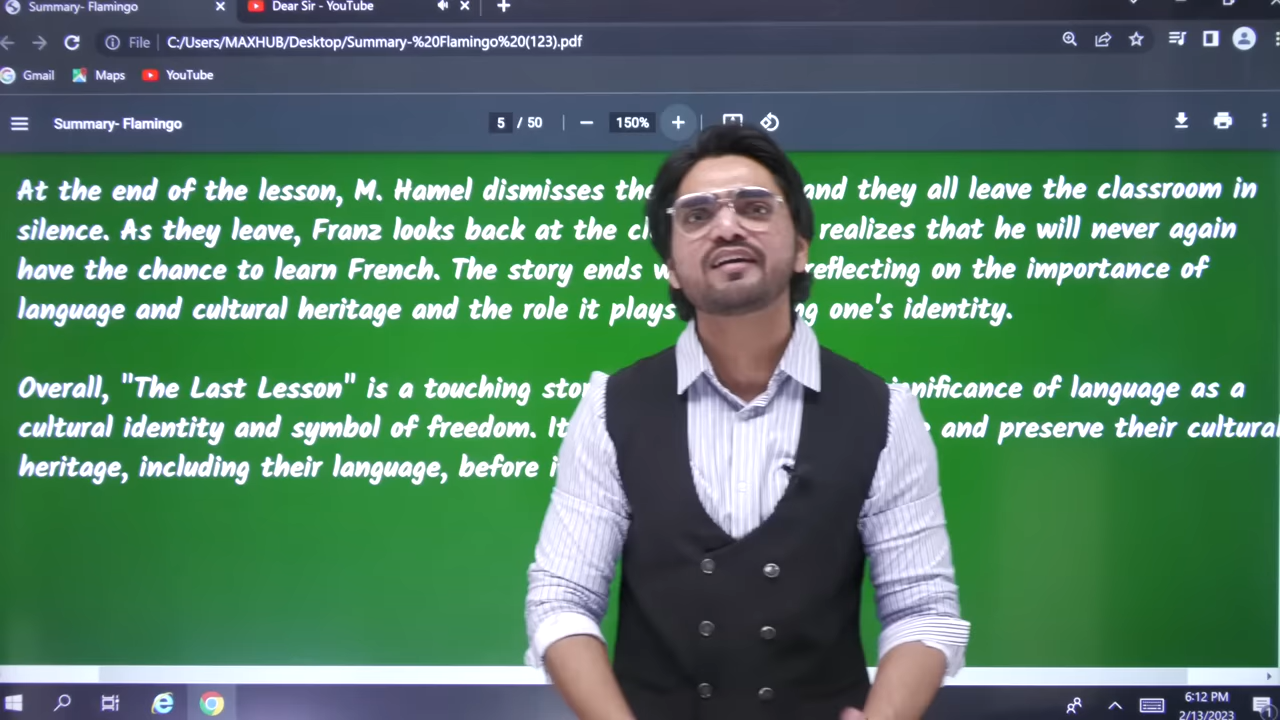 Summary- Flamingo
Dear Sir - YouTube
File C:/Users/MAXHUB/Desktop/Summary-%20Flamingo%20(123).pdf
Gmail Maps YouTube
Summary- Flamingo 5 / 50 150%
At the end of the lesson, M. Hamel dismisses and they all leave the classroom in
silence. As they leave, Franz looks back at the realizes that he will never again
have the chance to learn French. The story ends reflecting on the importance of
language and cultural heritage and the role it plays one's identity.
Overall, "The Last Lesson" is a touching of language as a
cultural identity and symbol of freedom. It and preserve their cultural
heritage, including their language, before
6:12 PM
2/13/2023